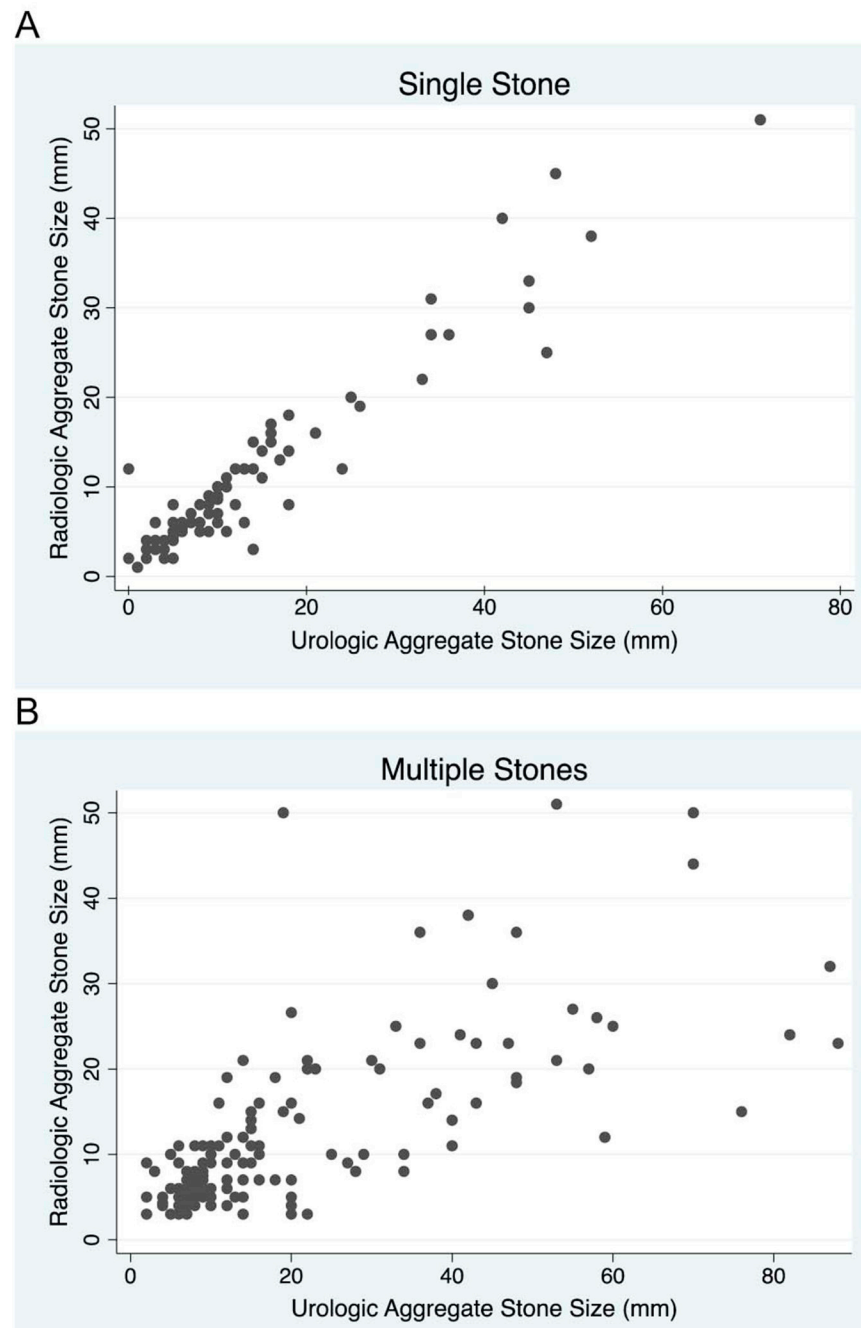 A
Single Stone
Radiologic Aggregate Stone Size (mm)
50
40
30
20
10
0
0 20 40 60 80
Urologic Aggregate Stone Size (mm)
B
Multiple Stones
Radiologic Aggregate Stone Size (mm)
50
40
30
20
10
0
0 20 40 60 80
Urologic Aggregate Stone Size (mm)